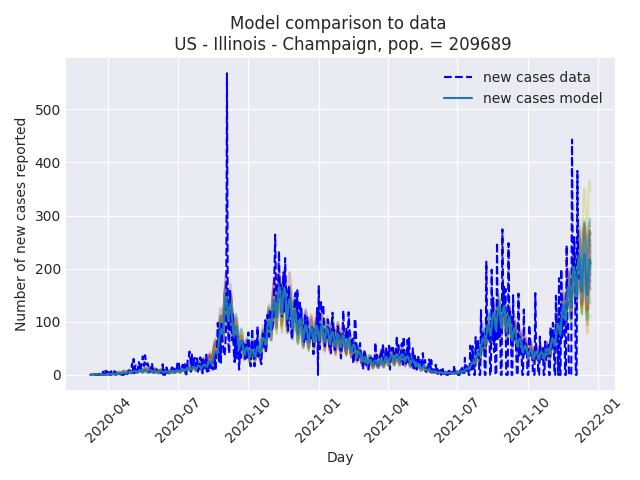 Model comparison to data
US - Illinois - Champaign, pop. = 209689
new cases data
new cases model
Number of new cases reported
500
400
300
200
100
0
2020-04
2020-07
2020-10
2021-01
2021-04
2021-07
2021-10
2022-01
Day